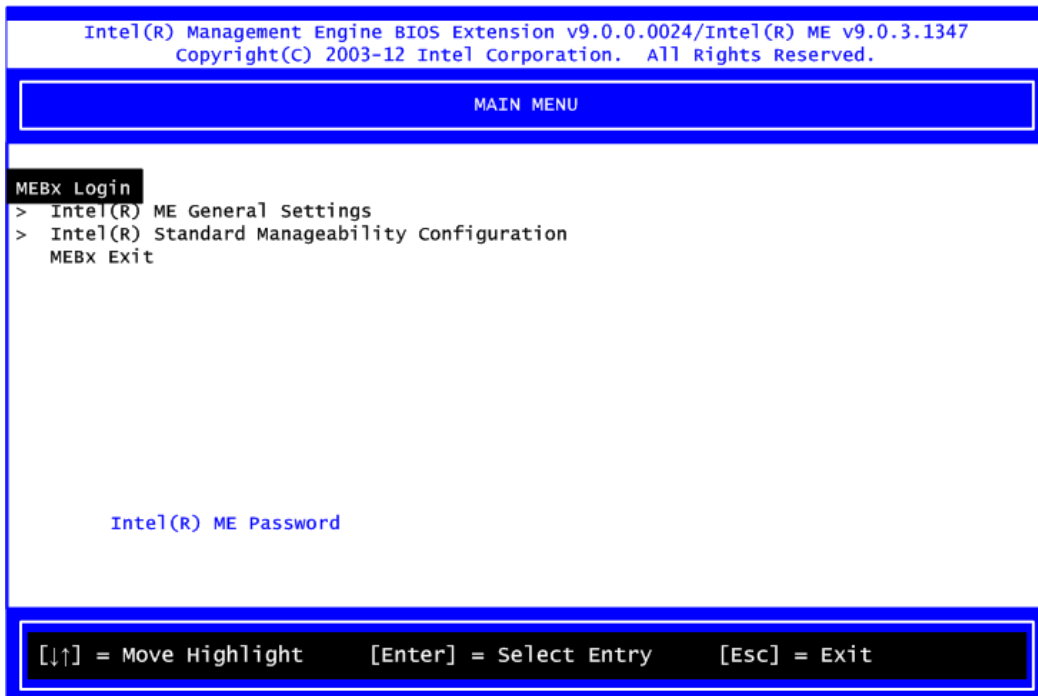 Intel(R) Management Engine BIOS Extension v9.0.0.0024/Intel(R) ME v9.0.3.1347
Copyright(C) 2003-12 Intel Corporation.  All Rights Reserved.
MAIN MENU
MEBx Login
>  Intel(R) ME General Settings
>  Intel(R) Standard Manageability Configuration
MEBx Exit
Intel(R) ME Password
[↓↑] = Move Highlight     [Enter] = Select Entry     [Esc] = Exit